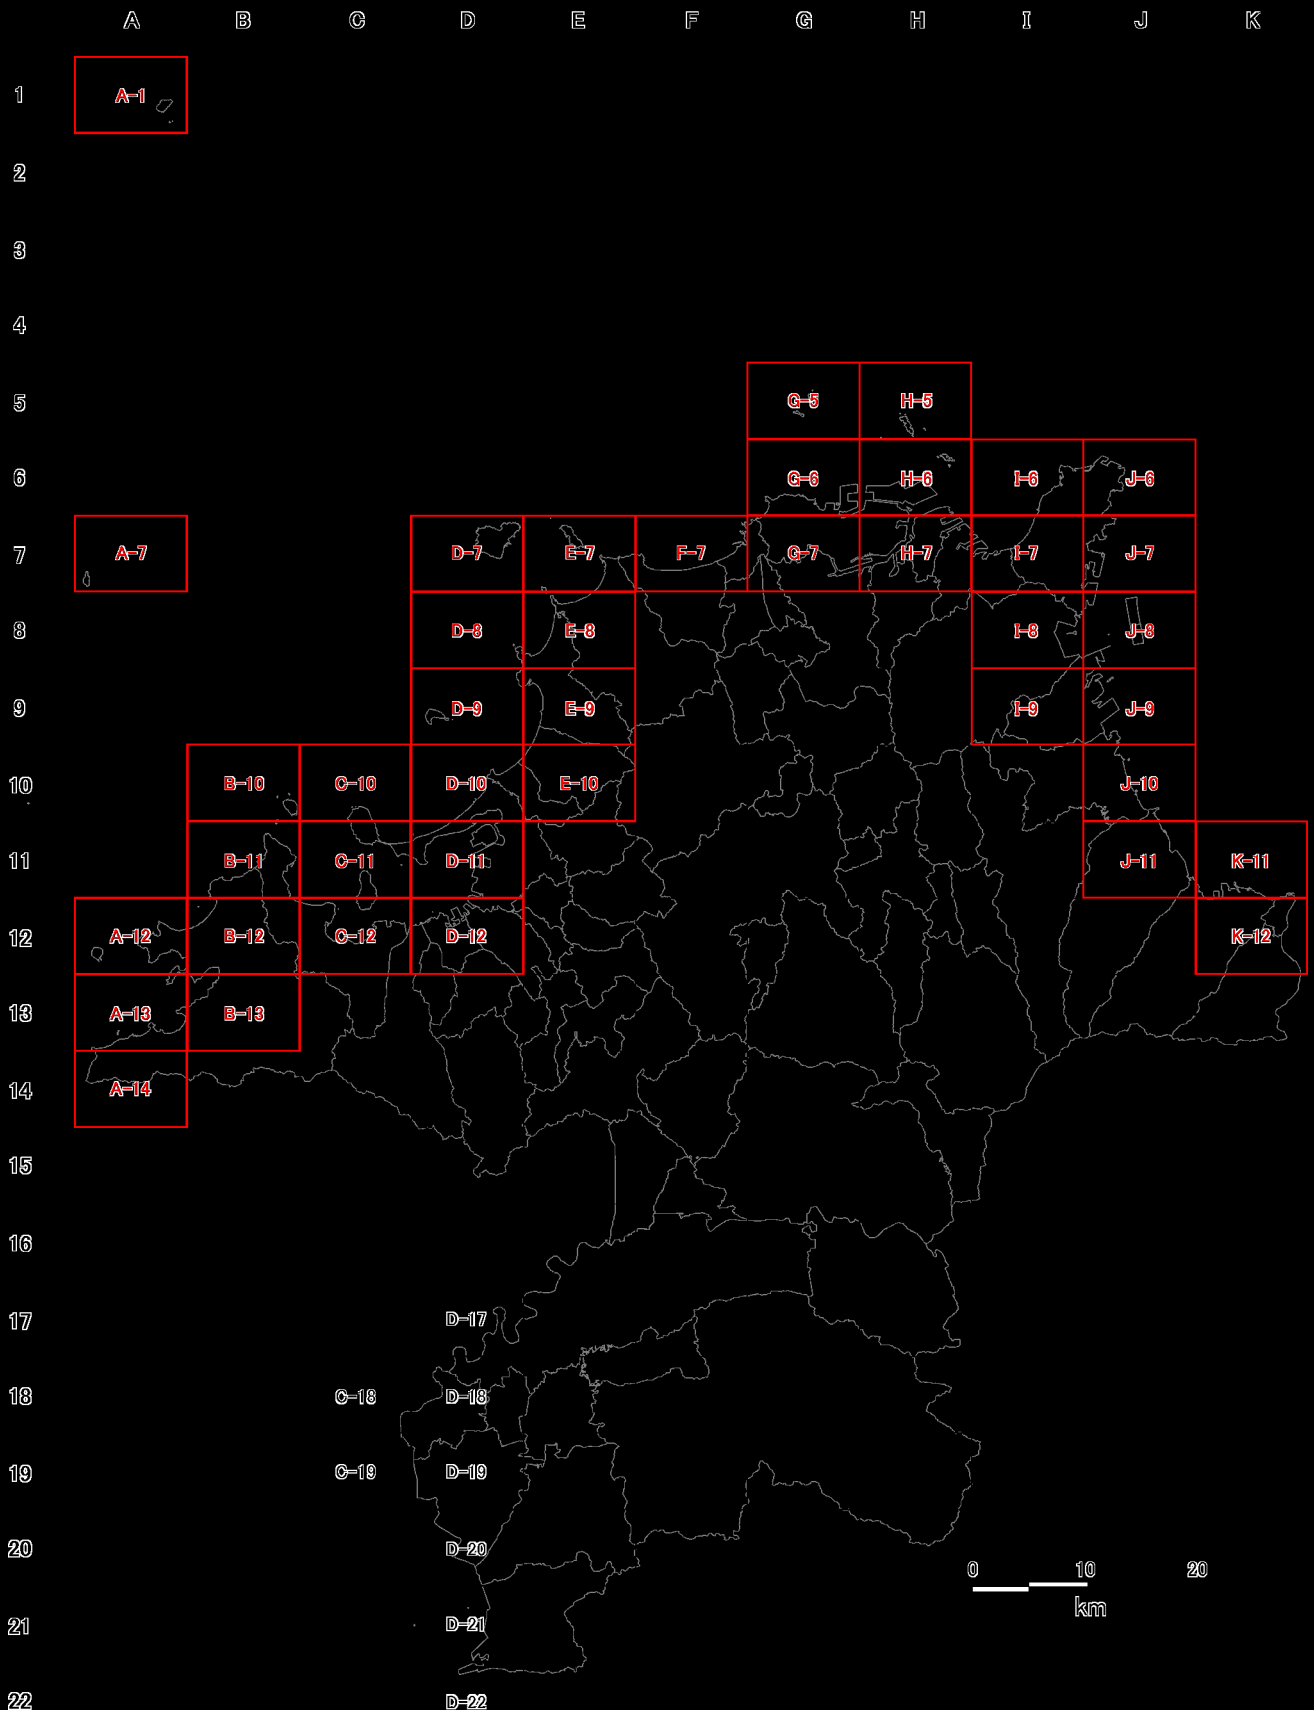 A B C D E F G H I J K
1 A-1
2
3
4
5 G-5 H-5
6 G-6 H-6 I-6 J-6
7 A-7 D-7 E-7 F-7 G-7 H-7 I-7 J-7
8 D-8 E-8 I-8 J-8
9 D-9 E-9 I-9 J-9
10 B-10 C-10 D-10 E-10 J-10
11 B-11 C-11 D-11 J-11 K-11
12 A-12 B-12 C-12 D-12 K-12
13 A-13 B-13
14 A-14
15
16
17 D-17
18 C-18 D-18
19 C-19 D-19
20 D-20
0 10 20
km
21 D-21
22 D-22